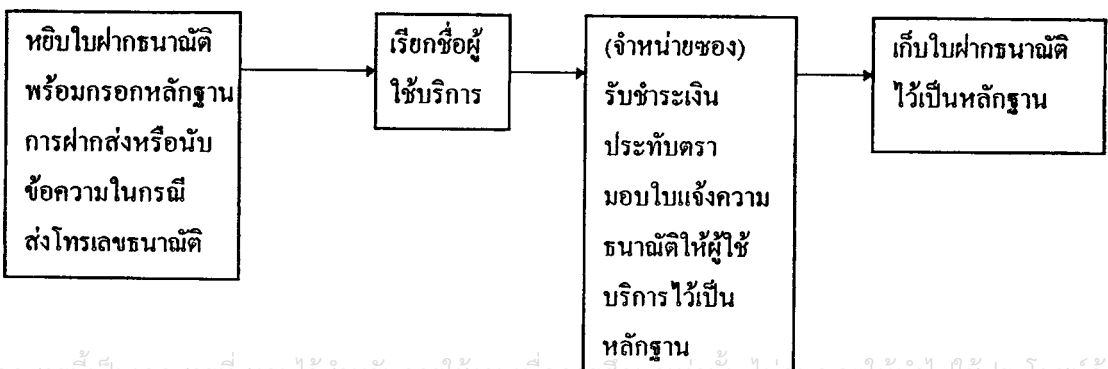 หยิบใบฝากธนาณัติ
พร้อมกรอกหลักฐาน
การฝากส่งหรือนับ
ข้อความในกรณี
ส่งโทรเลขธนาณัติ
เรียกชื่อผู้
ใช้บริการ
(จำหน่ายซอง)
รับชำระเงิน
ประทับตรา
มอบใบแจ้งความ
ธนาณัติให้ผู้ใช้
บริการไว้เป็น
หลักฐาน
เก็บใบฝากธนาณัติ
ไว้เป็นหลักฐาน